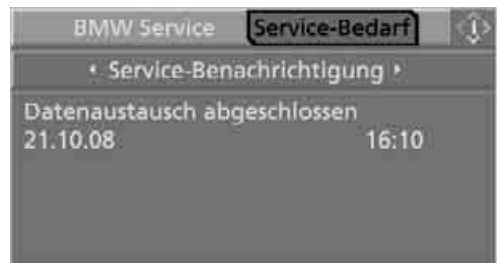 BMW Service Service-Bedarf
Service-Benachrichtigung
Datenaustausch abgeschlossen
21.10.08 16:10